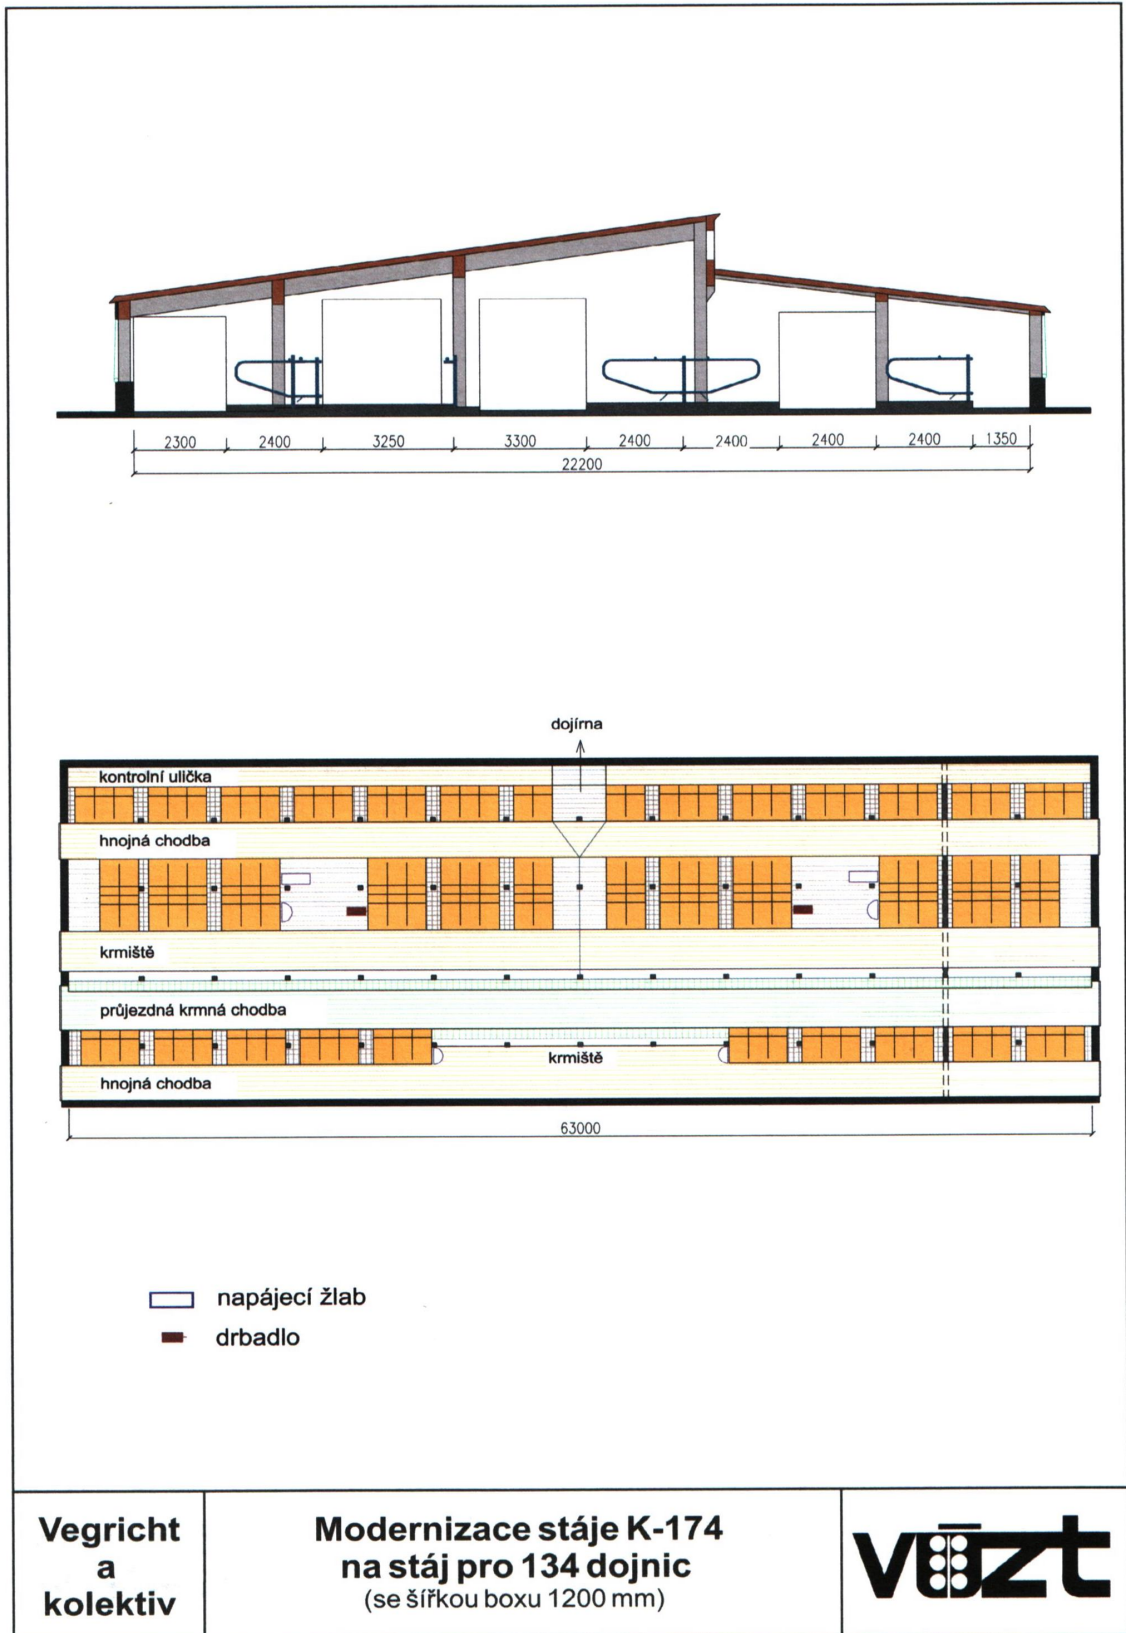 2300 2400 3250 3300 2400 2400 2400 2400 1350
22200
dojírna
kontrolní ulička
hnojná chodba
krmiště
průjezdná krmná chodba
krmiště
hnojná chodba
63000
napájecí žlab
drbadlo
Vegricht
a
kolektiv
Modernizace stáje K-174
na stáj pro 134 dojnic
(se šířkou boxu 1200 mm)
vúzt